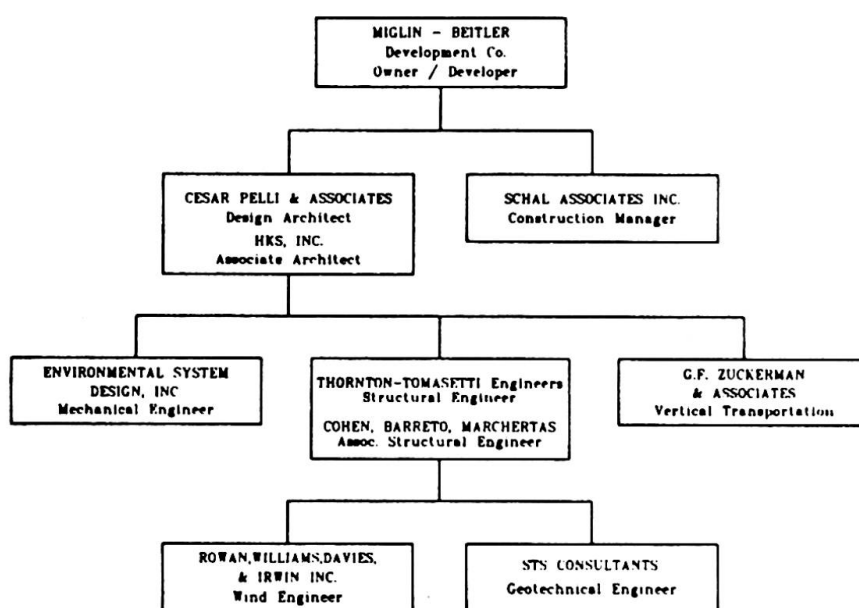 MIGLIN - BEITLER
Development Co.
Owner / Developer
CESAR PELLI & ASSOCIATES
Design Architect
HKS, INC.
Associate Architect
SCHAL ASSOCIATES INC.
Construction Manager
ENVIRONMENTAL SYSTEM
DESIGN, INC
Mechanical Engineer
THORNTON-TOMASETTI Engineers
Structural Engineer
COHEN, BARRETO, MARCHERTAS
Assoc. Structural Engineer
G.F. ZUCKERMAN
& ASSOCIATES
Vertical Transportation
ROWAN,WILLIAMS,DAVIES,
& IRWIN INC.
Wind Engineer
STS CONSULTANTS
Geotechnical Engineer